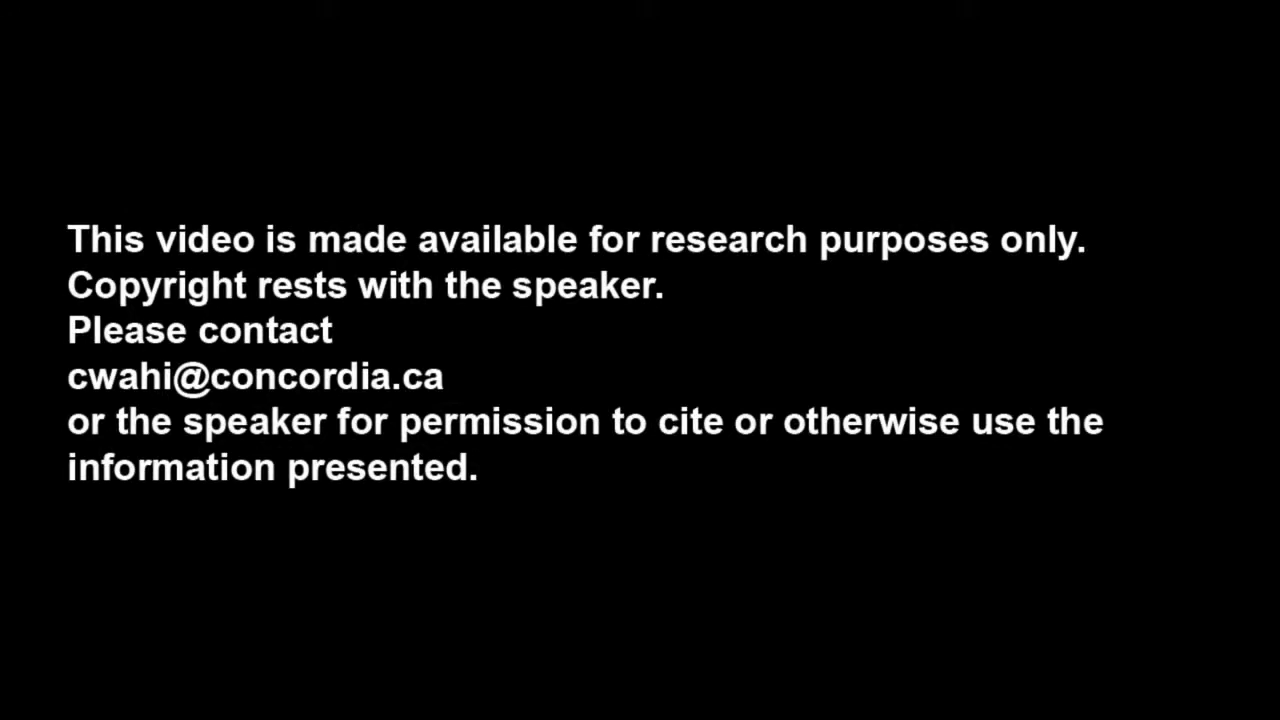 This video is made available for research purposes only.
Copyright rests with the speaker.
Please contact
cwahi@concordia.ca
or the speaker for permission to cite or otherwise use the
information presented.